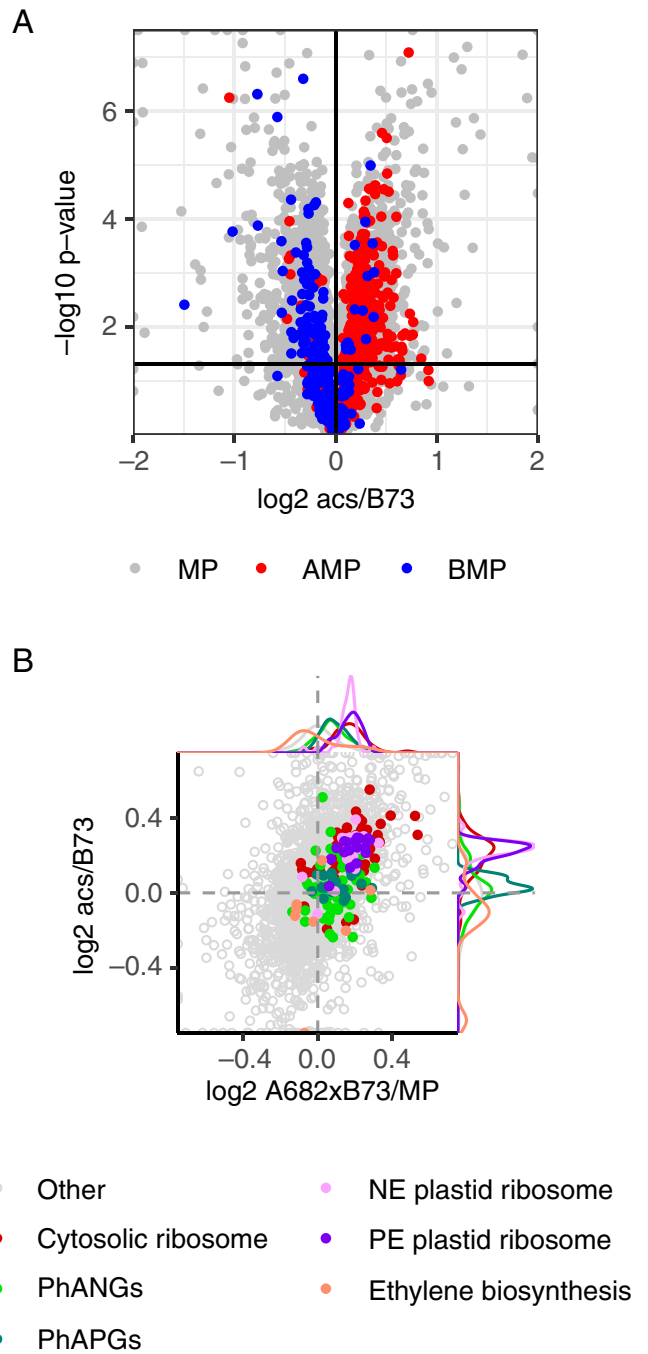 A
6
4
2
−log10 p−value
−2 −1 0 1 2
log2 acs/B73
MP AMP BMP
B
0.4
0.0
−0.4
log2 acs/B73
−0.4 0.0 0.4
log2 A682xB73/MP
Other
Cytosolic ribosome
PhANGs
PhAPGs
NE plastid ribosome
PE plastid ribosome
Ethylene biosynthesis